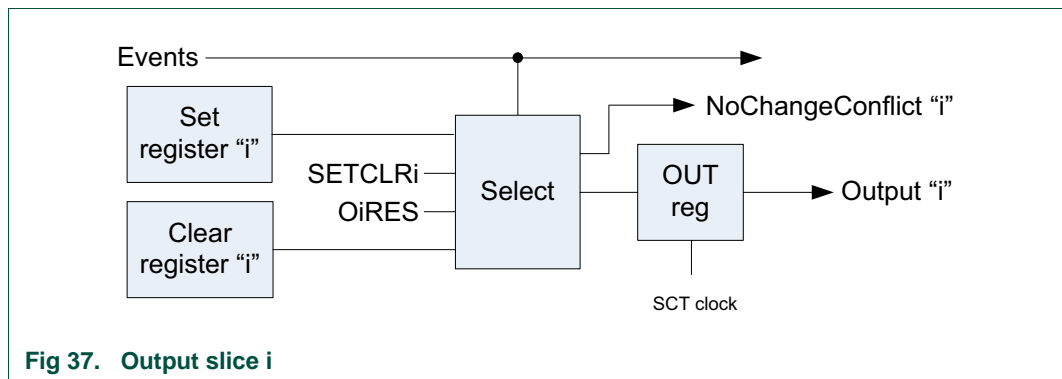 Events
Set
register “i”
NoChangeConflict “i”
SETCLRi
OiRES
Select
OUT
reg
Output “i”
Clear
register “i”
SCT clock
Fig 37. Output slice i